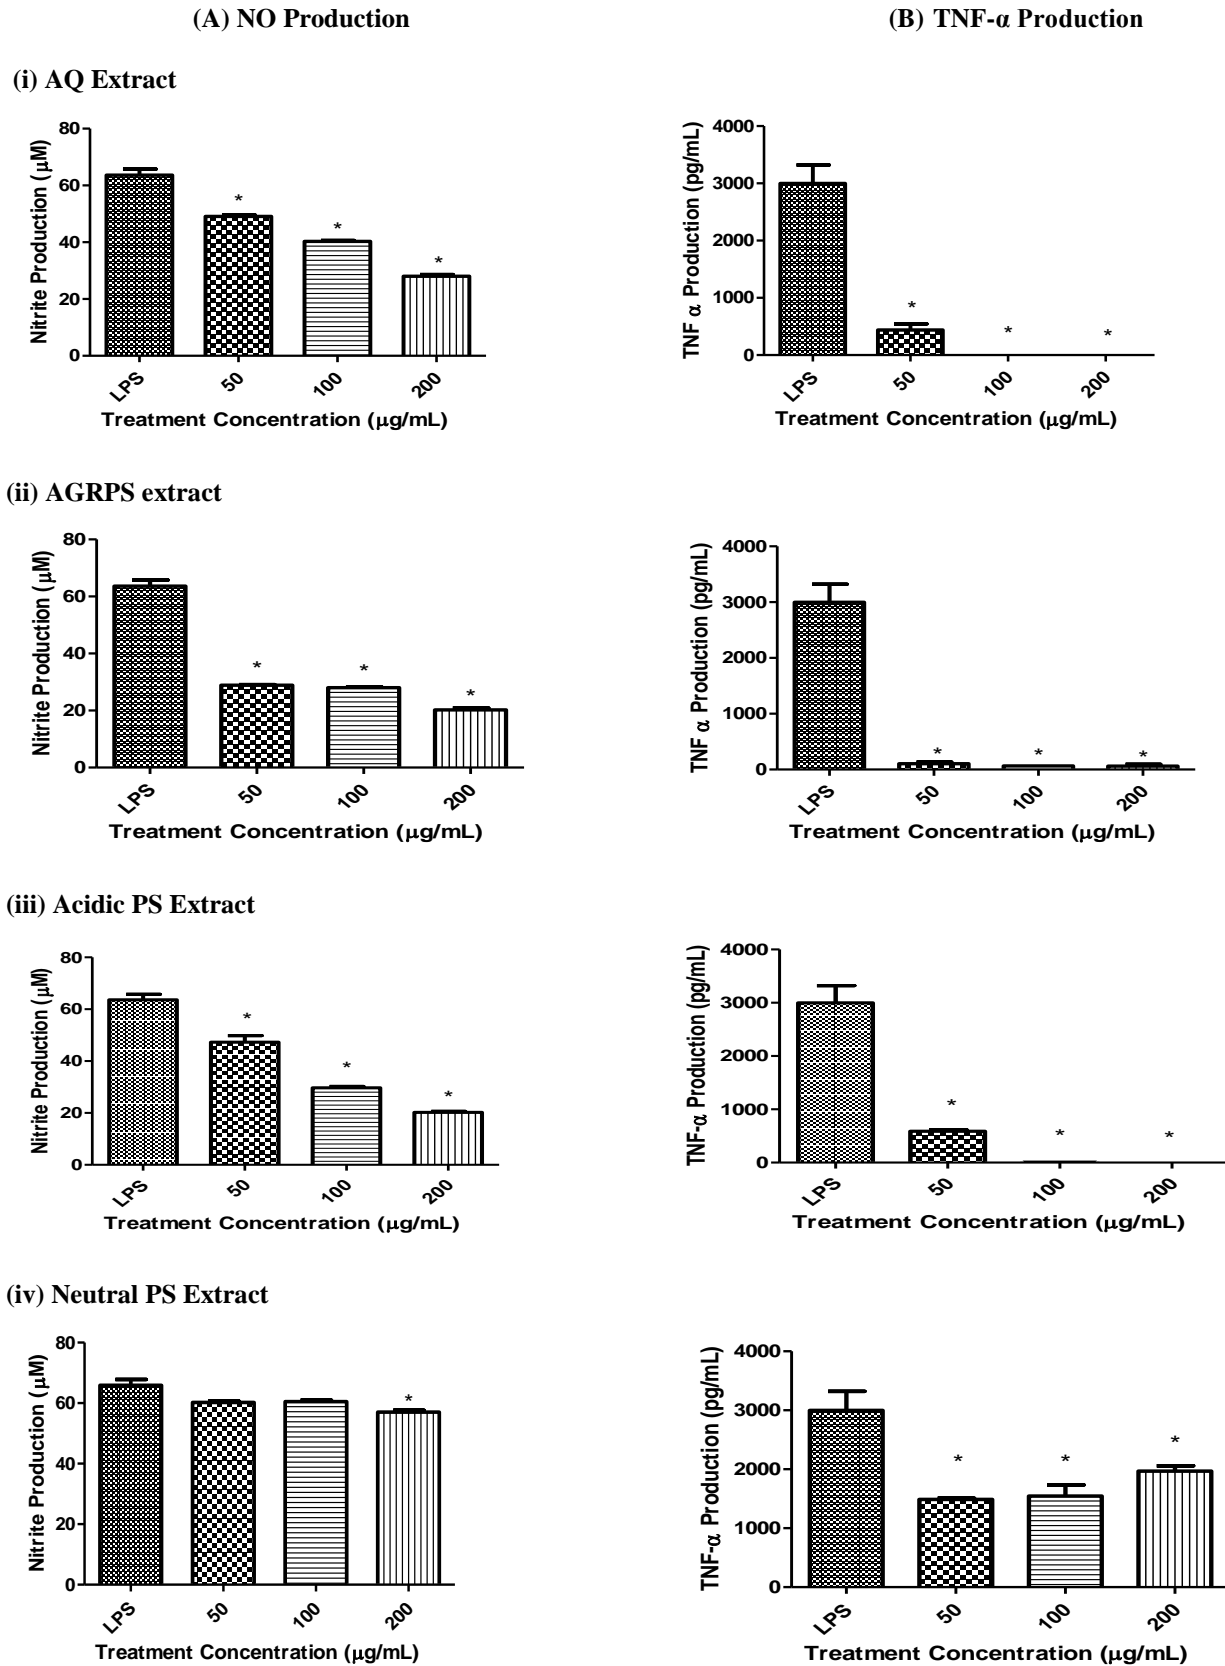 (A) NO Production
(B) TNF-α Production
(i) AQ Extract
Nitrite Production (μM)
80
60
40
20
0
*
*
*
LPS
50
100
200
Treatment Concentration (μg/mL)
TNF α Production (pg/mL)
4000
3000
2000
1000
0
*
*
*
LPS
50
100
200
Treatment Concentration (μg/mL)
(ii) AGRPS extract
Nitrite Production (μM)
80
60
40
20
0
*
*
*
LPS
50
100
200
Treatment Concentration (μg/mL)
TNF α Production (pg/mL)
4000
3000
2000
1000
0
*
*
*
LPS
50
100
200
Treatment Concentration (μg/mL)
(iii) Acidic PS Extract
Nitrite Production (μM)
80
60
40
20
0
*
*
*
LPS
50
100
200
Treatment Concentration (μg/mL)
TNF-α Production (pg/mL)
4000
3000
2000
1000
0
*
*
*
LPS
50
100
200
Treatment Concentration (μg/mL)
(iv) Neutral PS Extract
Nitrite Production (μM)
80
60
40
20
0
*
LPS
50
100
200
Treatment Concentration (μg/mL)
TNF-α Production (pg/mL)
4000
3000
2000
1000
0
*
*
*
LPS
50
100
200
Treatment Concentration (μg/mL)